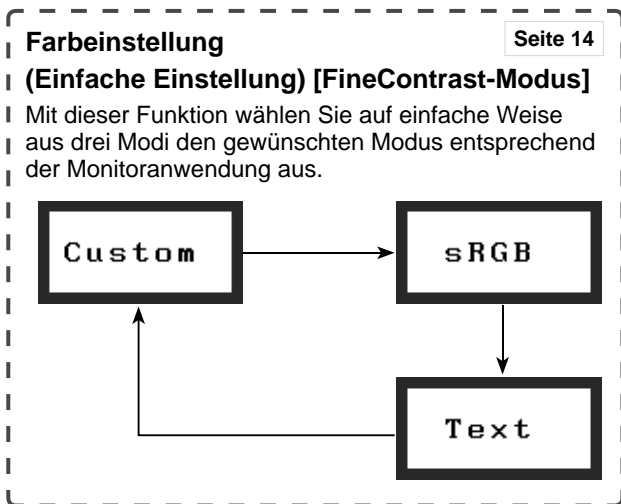 Farbeinstellung
Seite 14
(Einfache Einstellung) [FineContrast-Modus]
Mit dieser Funktion wählen Sie auf einfache Weise
aus drei Modi den gewünschten Modus entsprechend
der Monitoranwendung aus.
Custom
sRGB
Text